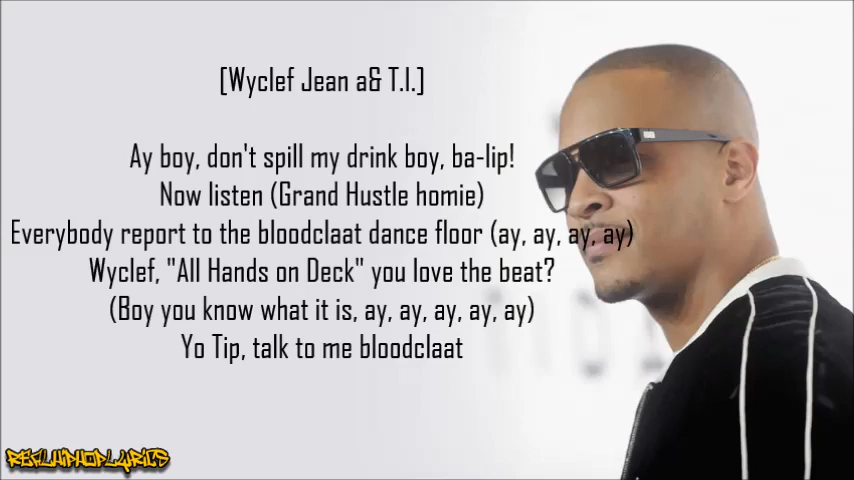 [Wyclef Jean a& T.I.]
Ay boy, don't spill my drink boy, ba-lip!
Now listen (Grand Hustle homie)
Everybody report to the bloodclaat dance floor (ay, ay, ay, ay)
Wyclef, "All Hands on Deck" you love the beat?
(Boy you know what it is, ay, ay, ay, ay, ay)
Yo Tip, talk to me bloodclaat
REALHIPHOPLYRICS